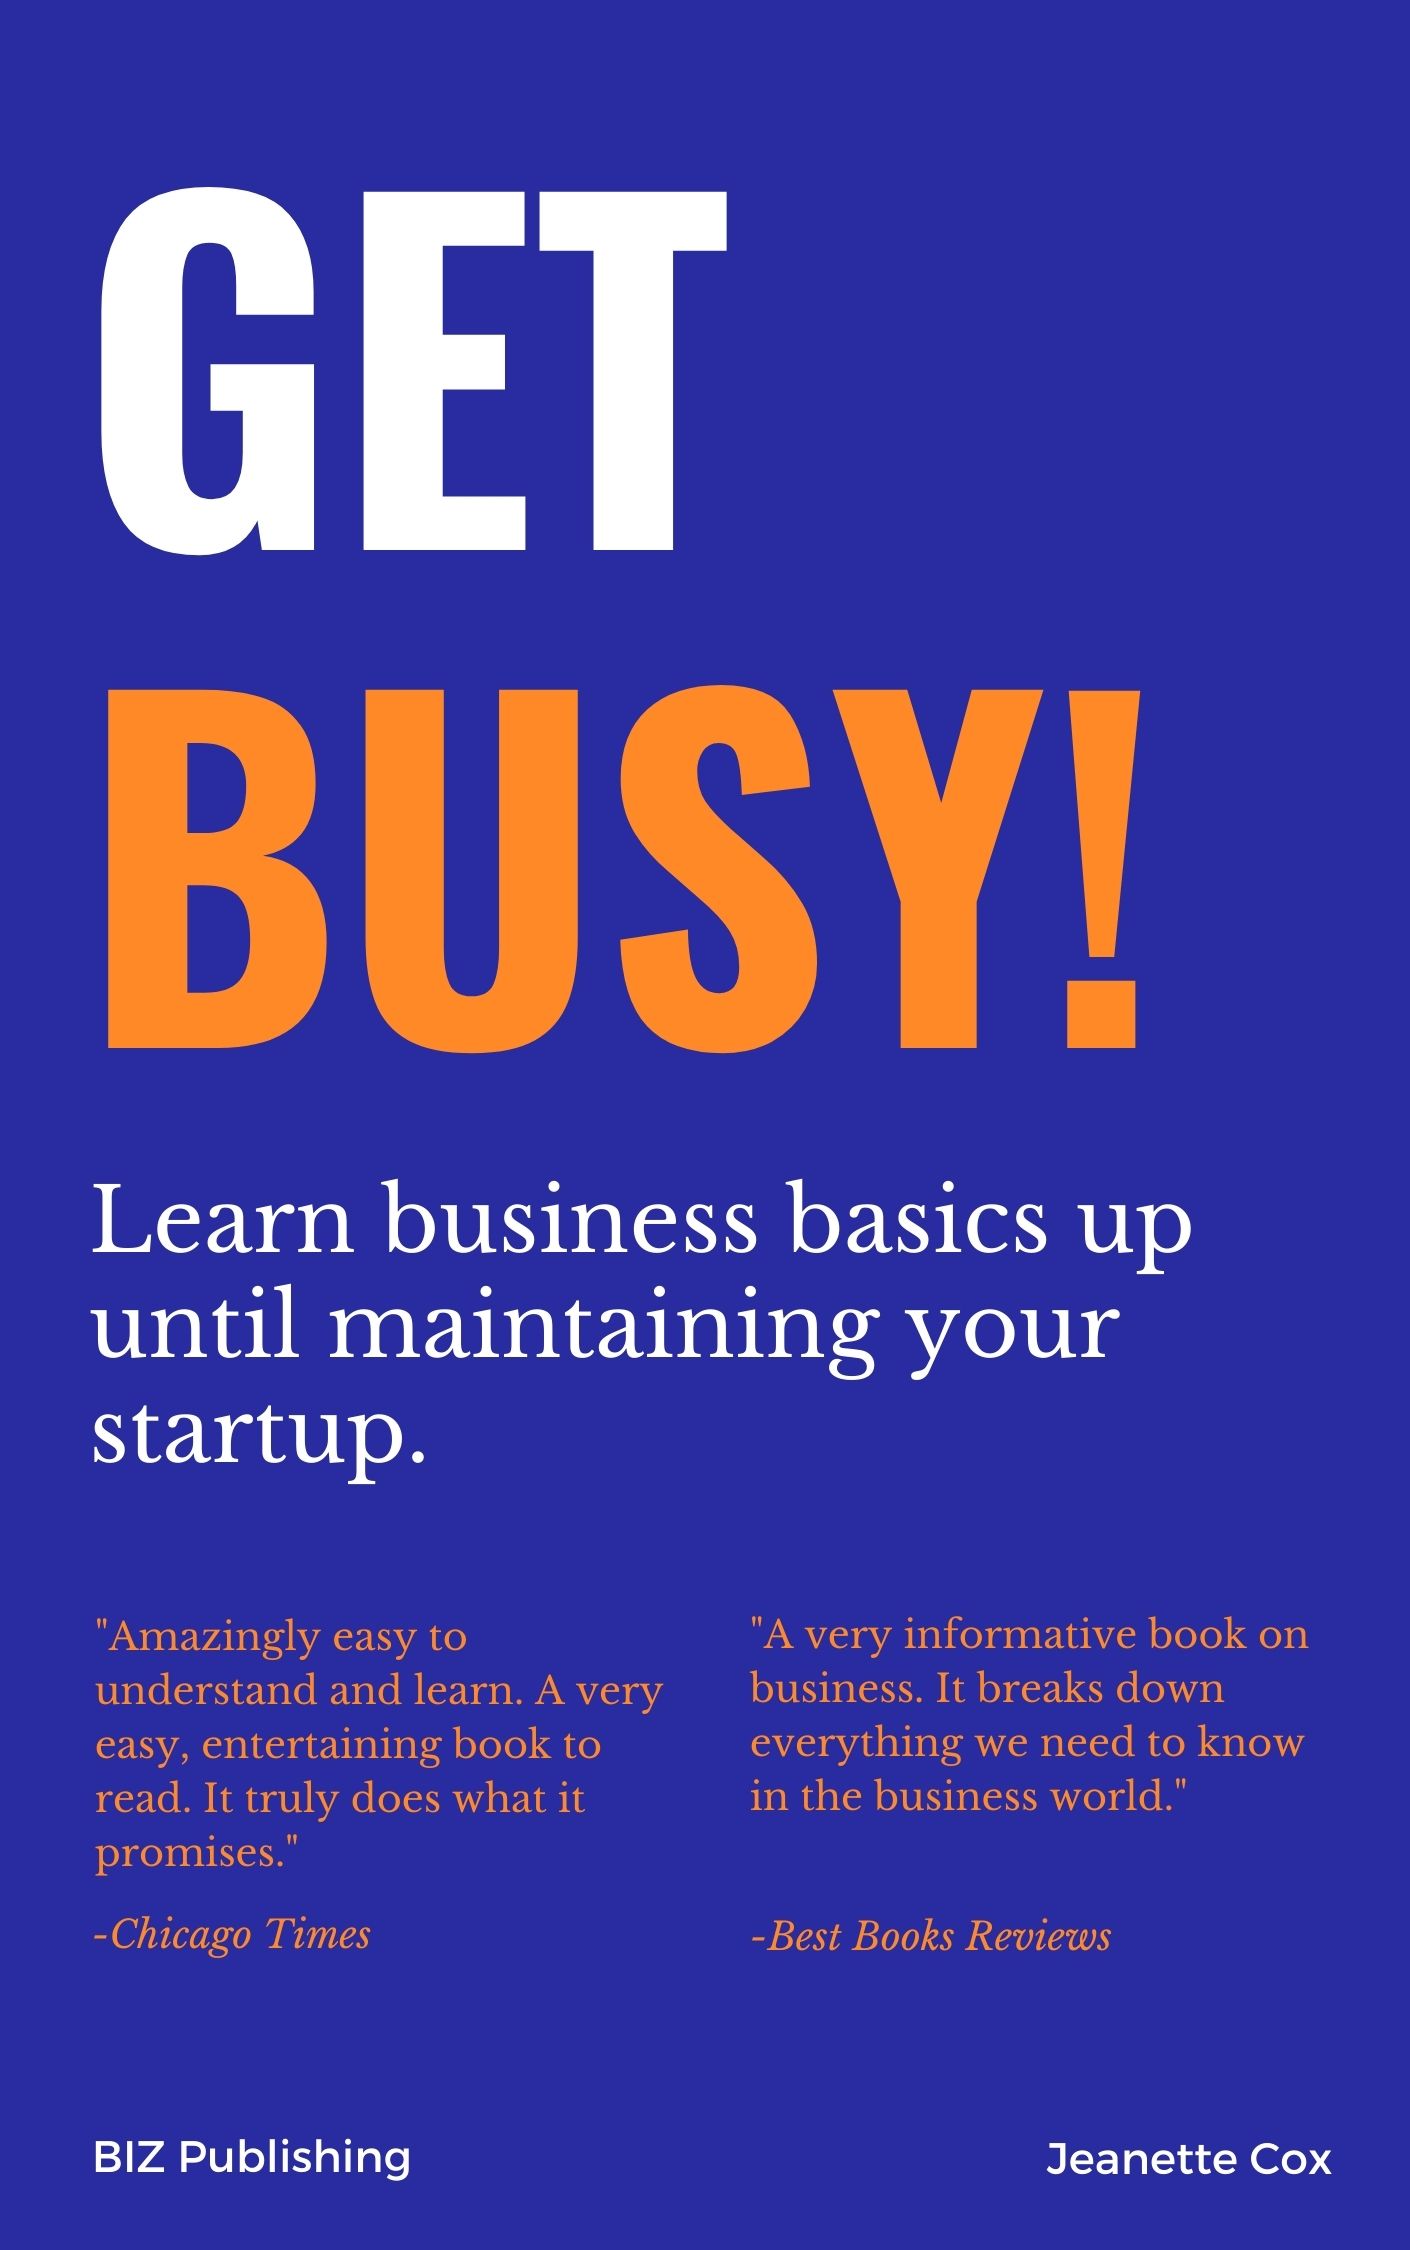 GET
BUSY!
Learn business basics up
until maintaining your
startup.
"Amazingly easy to
understand and learn. A very
easy, entertaining book to
read. It truly does what it
promises."
-Chicago Times
"A very informative book on
business. It breaks down
everything we need to know
in the business world."
-Best Books Reviews
BIZ Publishing
Jeanette Cox